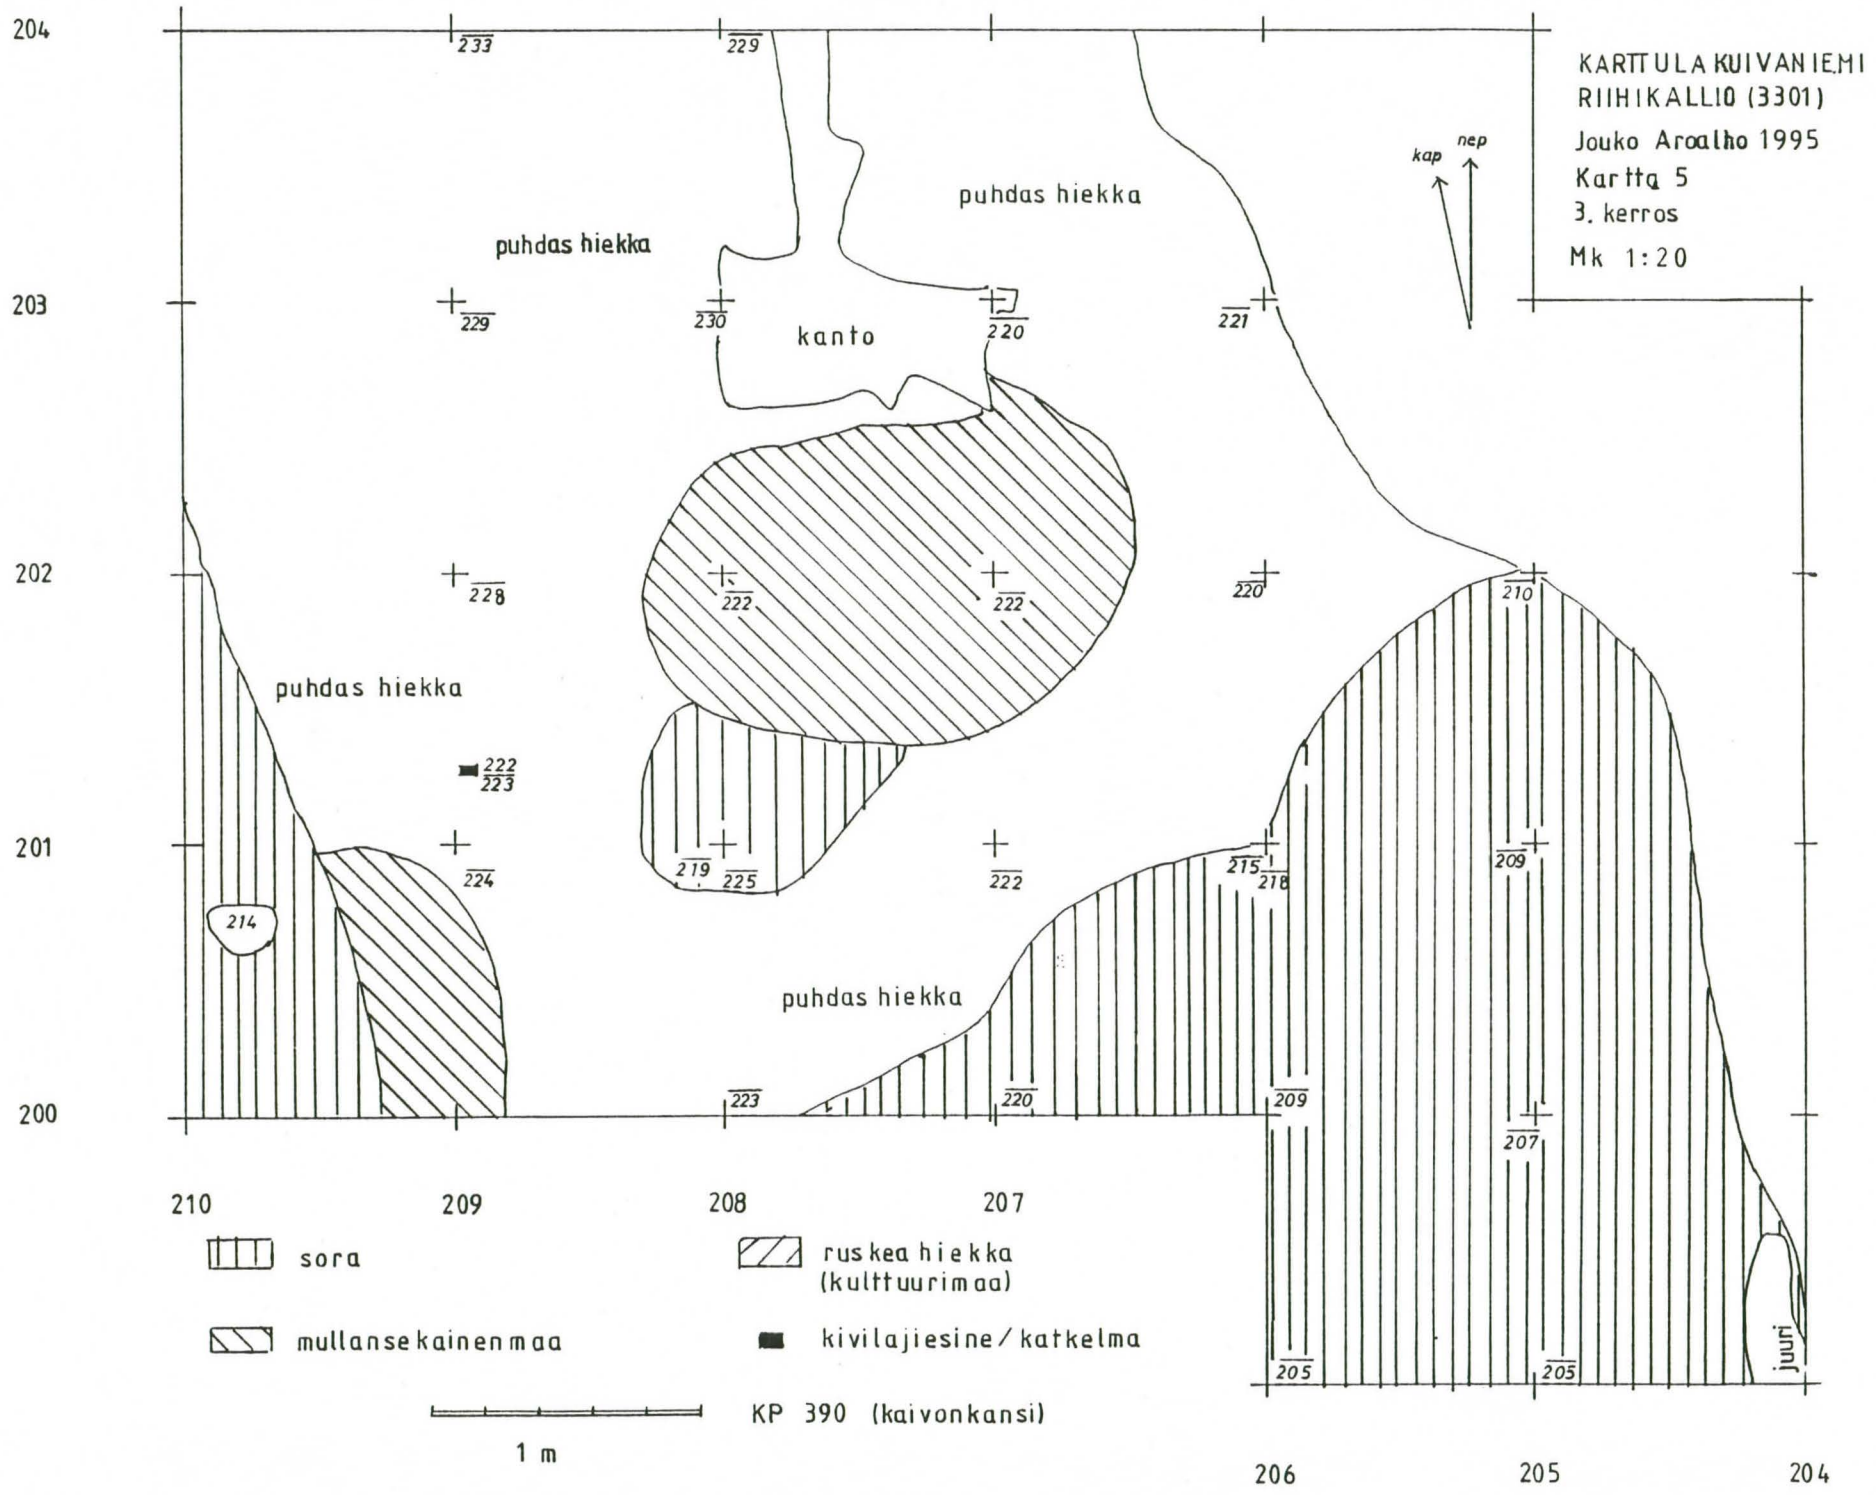 204
233
229
KARTTULA KUIVANIEMI
RIIHIKALLIO (3301)
Jouko Aroalho 1995
Kartta 5
3. kerros
Mk 1:20
kap
nep
puhdas hiekka
puhdas hiekka
203
229
230
220
221
kanto
202
228
222
222
220
210
puhdas hiekka
222
223
201
224
219
225
222
215
218
209
214
puhdas hiekka
200
223
220
209
207
210
209
208
207
sora
ruskea hiekka
(kulttuurimaa)
mullansekainen maa
kivilajiesine/katkelma
205
205
juuri
KP 390 (kaivonkansi)
1 m
206
205
204